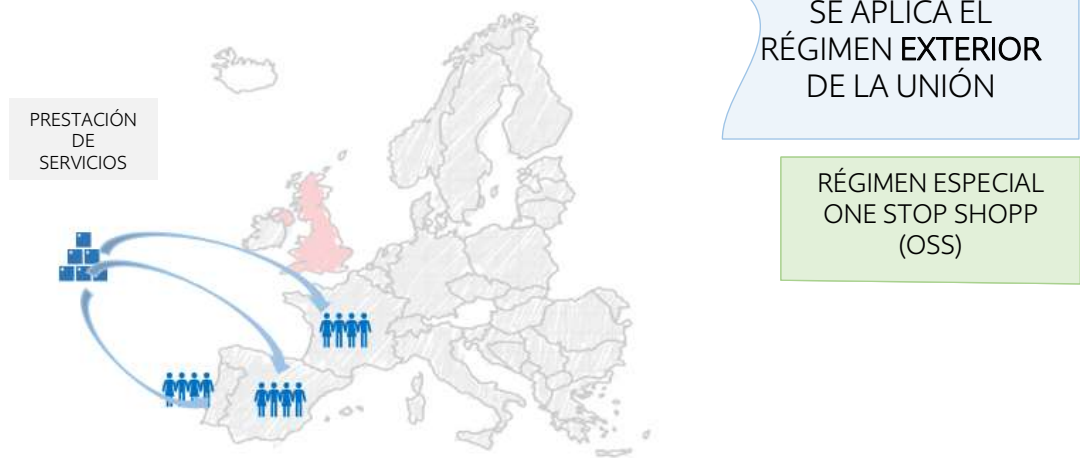 SE APLICA EL
RÉGIMEN EXTERIOR
DE LA UNIÓN
PRESTACIÓN
DE
SERVICIOS
RÉGIMEN ESPECIAL
ONE STOP SHOPP
(OSS)